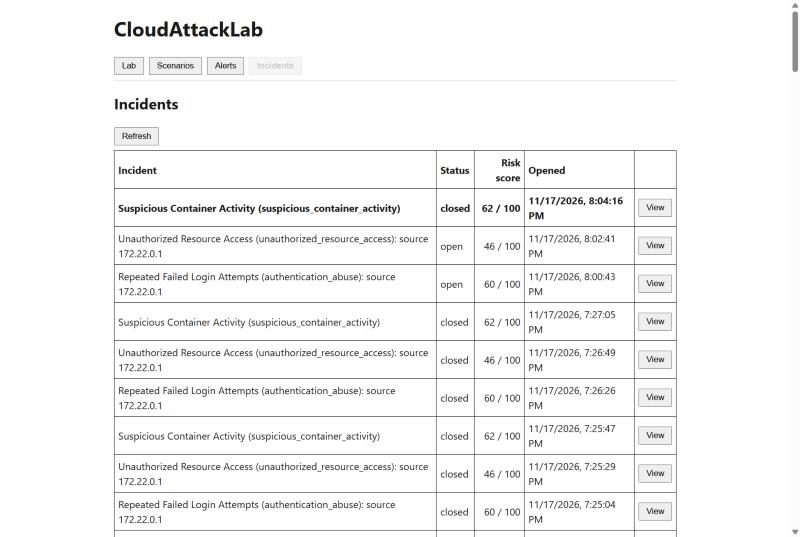 CloudAttackLab
Lab Scenarios Alerts Incidents
Incidents
Refresh
Incident Status Risk score Opened
Suspicious Container Activity (suspicious_container_activity) closed 62 / 100 11/17/2026, 8:04:16 PM View
Unauthorized Resource Access (unauthorized_resource_access): source 172.22.0.1 open 46 / 100 11/17/2026, 8:02:41 PM View
Repeated Failed Login Attempts (authentication_abuse): source 172.22.0.1 open 60 / 100 11/17/2026, 8:00:43 PM View
Suspicious Container Activity (suspicious_container_activity) closed 62 / 100 11/17/2026, 7:27:05 PM View
Unauthorized Resource Access (unauthorized_resource_access): source 172.22.0.1 closed 46 / 100 11/17/2026, 7:26:49 PM View
Repeated Failed Login Attempts (authentication_abuse): source 172.22.0.1 closed 60 / 100 11/17/2026, 7:26:26 PM View
Suspicious Container Activity (suspicious_container_activity) closed 62 / 100 11/17/2026, 7:25:47 PM View
Unauthorized Resource Access (unauthorized_resource_access): source 172.22.0.1 closed 46 / 100 11/17/2026, 7:25:29 PM View
Repeated Failed Login Attempts (authentication_abuse): source 172.22.0.1 closed 60 / 100 11/17/2026, 7:25:04 PM View